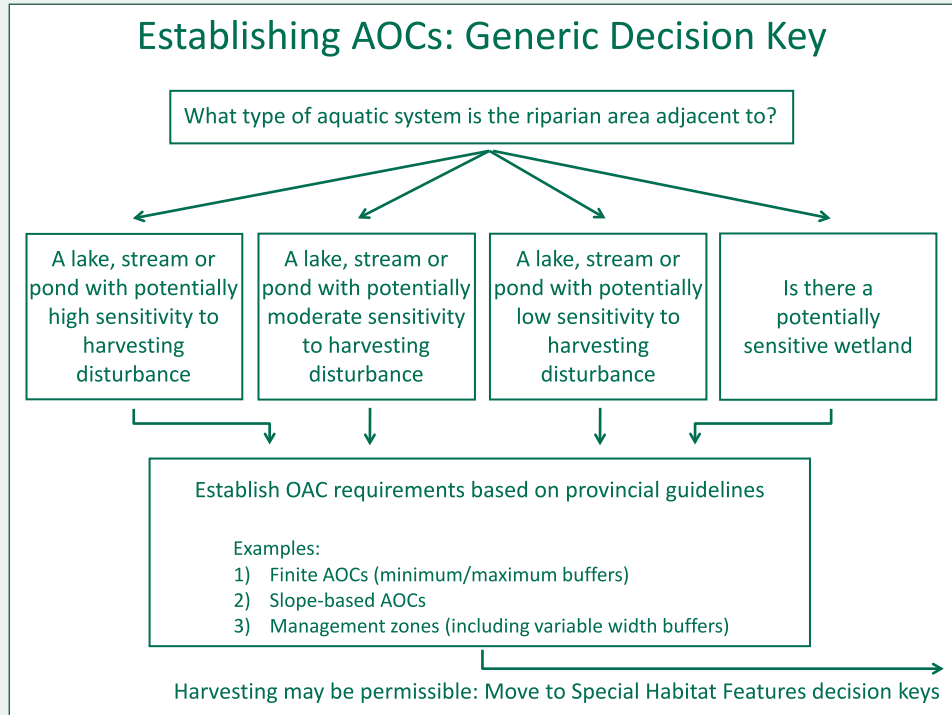 Establishing AOCs: Generic Decision Key
What type of aquatic system is the riparian area adjacent to?
A lake, stream or
pond with potentially
high sensitivity to
harvesting
disturbance
A lake, stream or
pond with potentially
moderate sensitivity
to harvesting
disturbance
A lake, stream or
pond with potentially
low sensitivity to
harvesting
disturbance
Is there a
potentially
sensitive wetland
Establish OAC requirements based on provincial guidelines
Examples:
1) Finite AOCs (minimum/maximum buffers)
2) Slope-based AOCs
3) Management zones (including variable width buffers)
Harvesting may be permissible: Move to Special Habitat Features decision keys